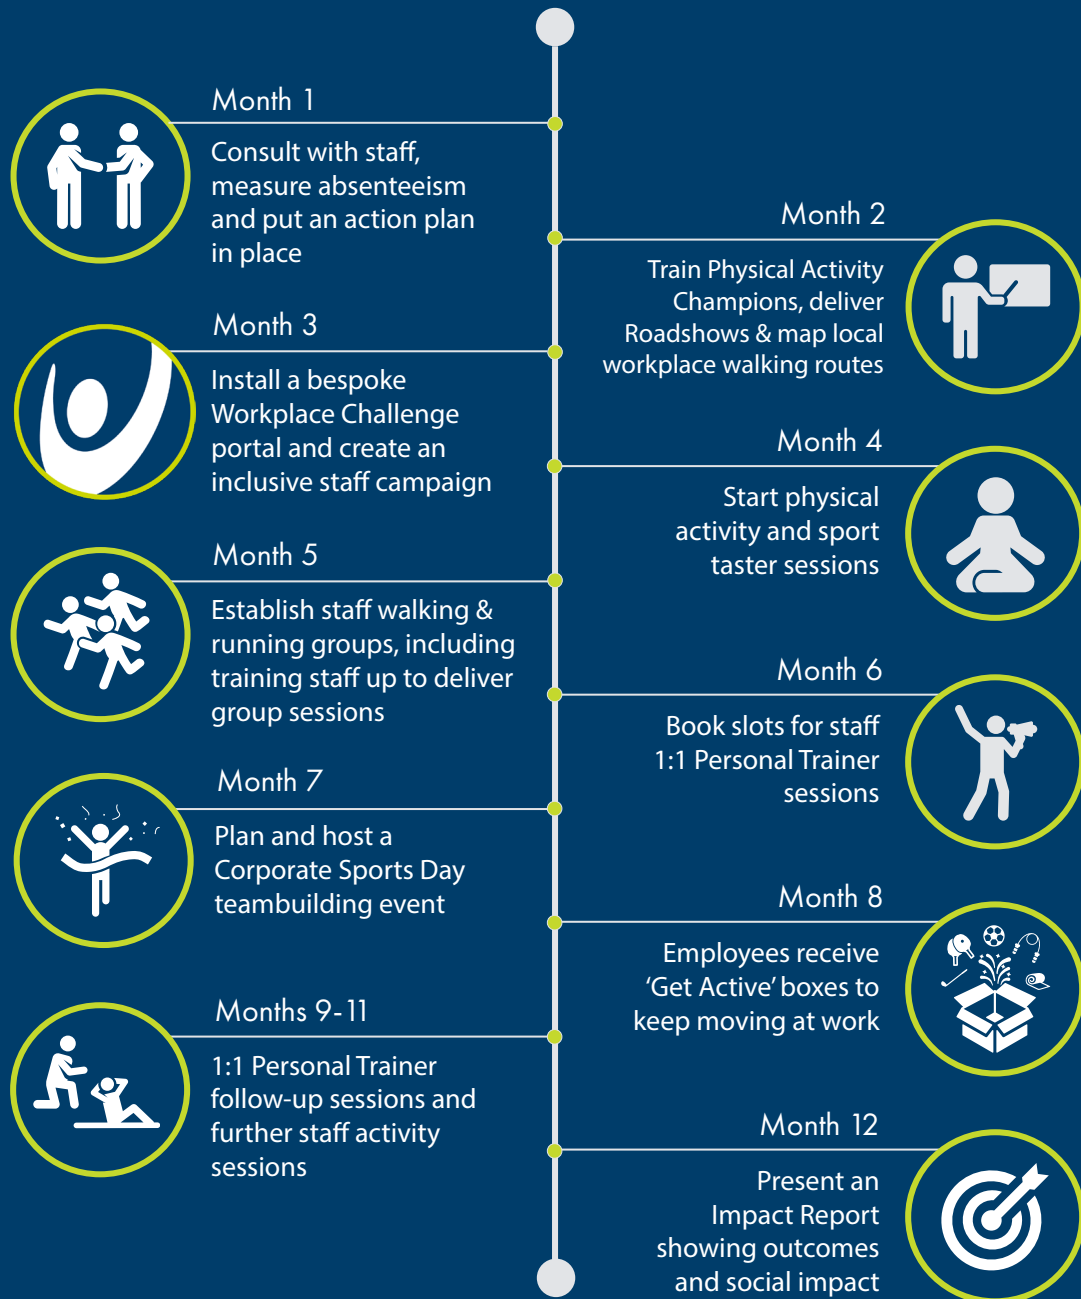 Month 1
Consult with staff,
measure absenteeism
and put an action plan
in place
Month 2
Train Physical Activity
Champions, deliver
Roadshows & map local
workplace walking routes
Month 3
Install a bespoke
Workplace Challenge
portal and create an
inclusive staff campaign
Month 4
Start physical
activity and sport
taster sessions
Month 5
Establish staff walking &
running groups, including
training staff up to deliver
group sessions
Month 6
Book slots for staff
1:1 Personal Trainer
sessions
Month 7
Plan and host a
Corporate Sports Day
teambuilding event
Month 8
Employees receive
‘Get Active’ boxes to
keep moving at work
Months 9-11
1:1 Personal Trainer
follow-up sessions and
further staff activity
sessions
Month 12
Present an
Impact Report
showing outcomes
and social impact